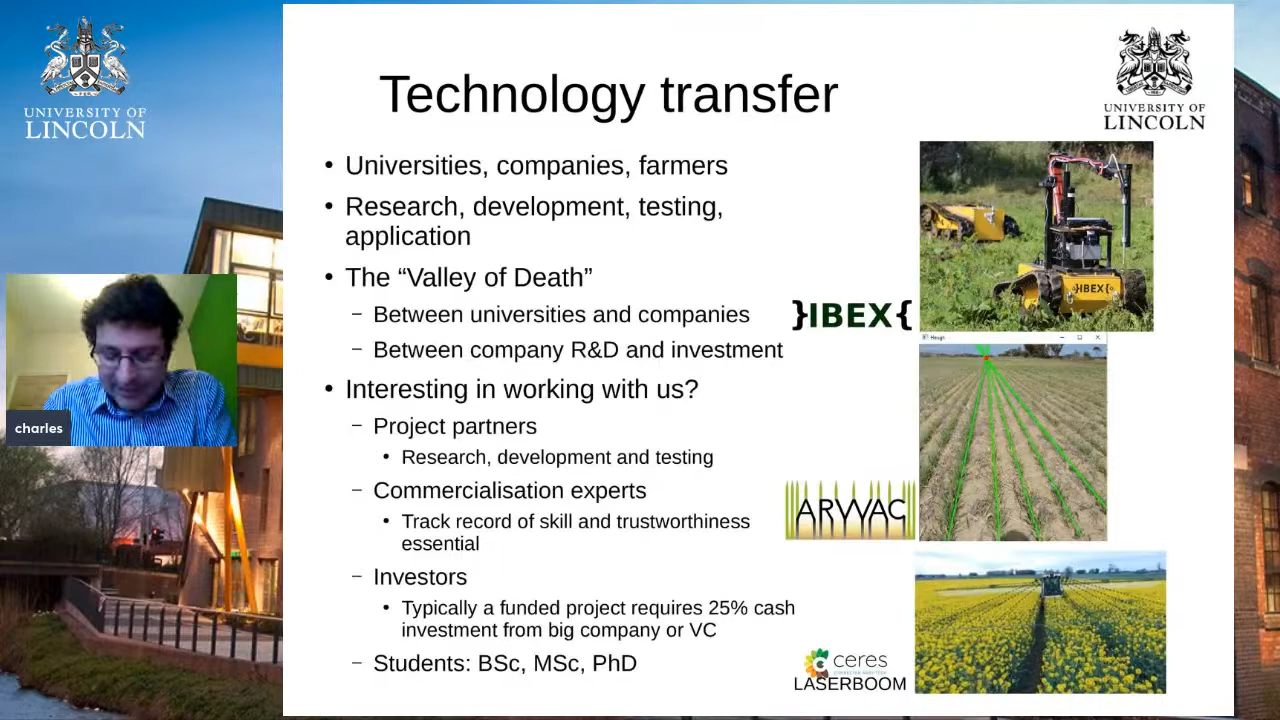 UNIVERSITY OF
LINCOLN
charles
Technology transfer
UNIVERSITY OF
LINCOLN
• Universities, companies, farmers
• Research, development, testing,
application
• The “Valley of Death”
– Between universities and companies
– Between company R&D and investment
• Interesting in working with us?
– Project partners
• Research, development and testing
– Commercialisation experts
• Track record of skill and trustworthiness
essential
– Investors
• Typically a funded project requires 25% cash
investment from big company or VC
– Students: BSc, MSc, PhD
}IBEX{
}IBEX{
Hough
ARWAC
ceres
LASERBOOM